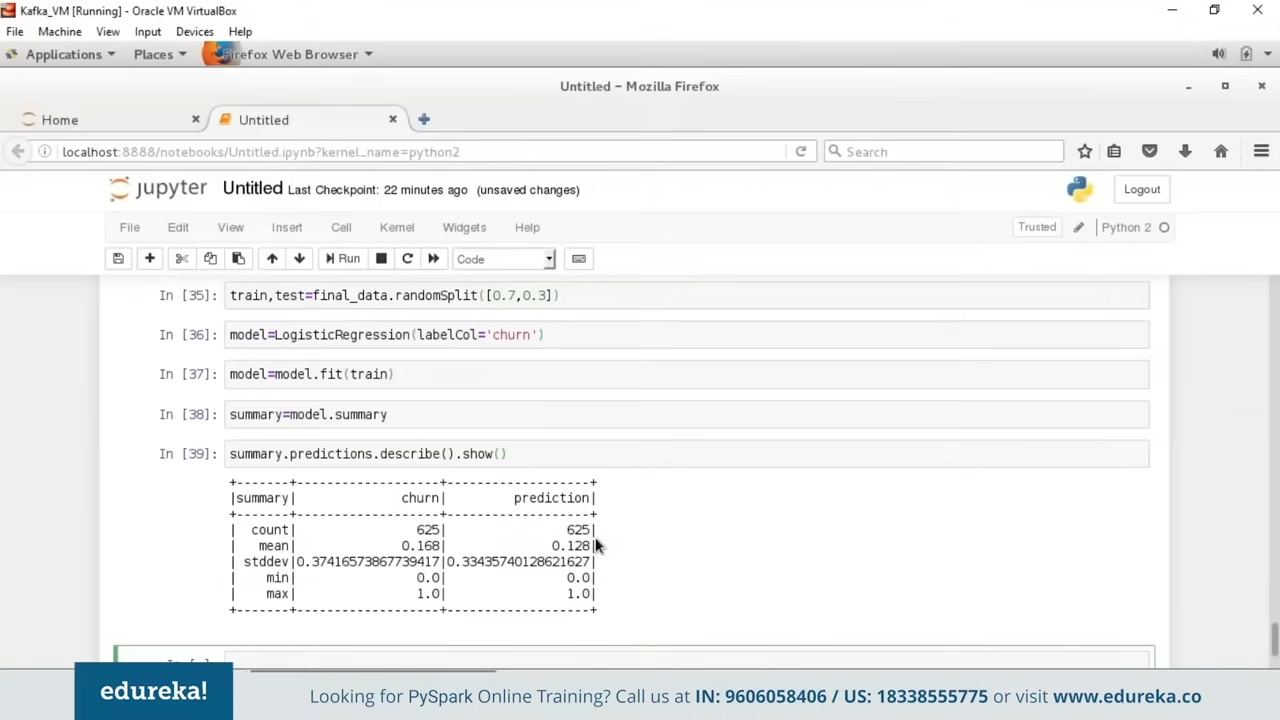 Kafka_VM [Running] - Oracle VM VirtualBox
File Machine View Input Devices Help
Applications Places Firefox Web Browser
Untitled - Mozilla Firefox
Home Untitled
localhost:8888/notebooks/Untitled.ipynb?kernel_name=python2 Search
jupyter Untitled Last Checkpoint: 22 minutes ago (unsaved changes) Logout
File Edit View Insert Cell Kernel Widgets Help Trusted Python 2
Run Code
In [35]: train,test=final_data.randomSplit([0.7,0.3])
In [36]: model=LogisticRegression(labelCol='churn')
In [37]: model=model.fit(train)
In [38]: summary=model.summary
In [39]: summary.predictions.describe().show()
+-------+-------------------+-------------------+
|summary|              churn|         prediction|
+-------+-------------------+-------------------+
|  count|                625|                625|
|   mean|              0.168|              0.128|
| stddev|0.37416573867739417|0.33435740128621627|
|    min|                0.0|                0.0|
|    max|                1.0|                1.0|
+-------+-------------------+-------------------+
edureka! Looking for PySpark Online Training? Call us at IN: 9606058406 / US: 18338555775 or visit www.edureka.co